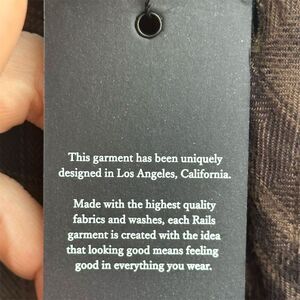 This garment has been uniquely
designed in Los Angeles, California.
Made with the highest quality
fabrics and washes, each Rails
garment is created with the idea
that looking good means feeling
good in everything you wear.